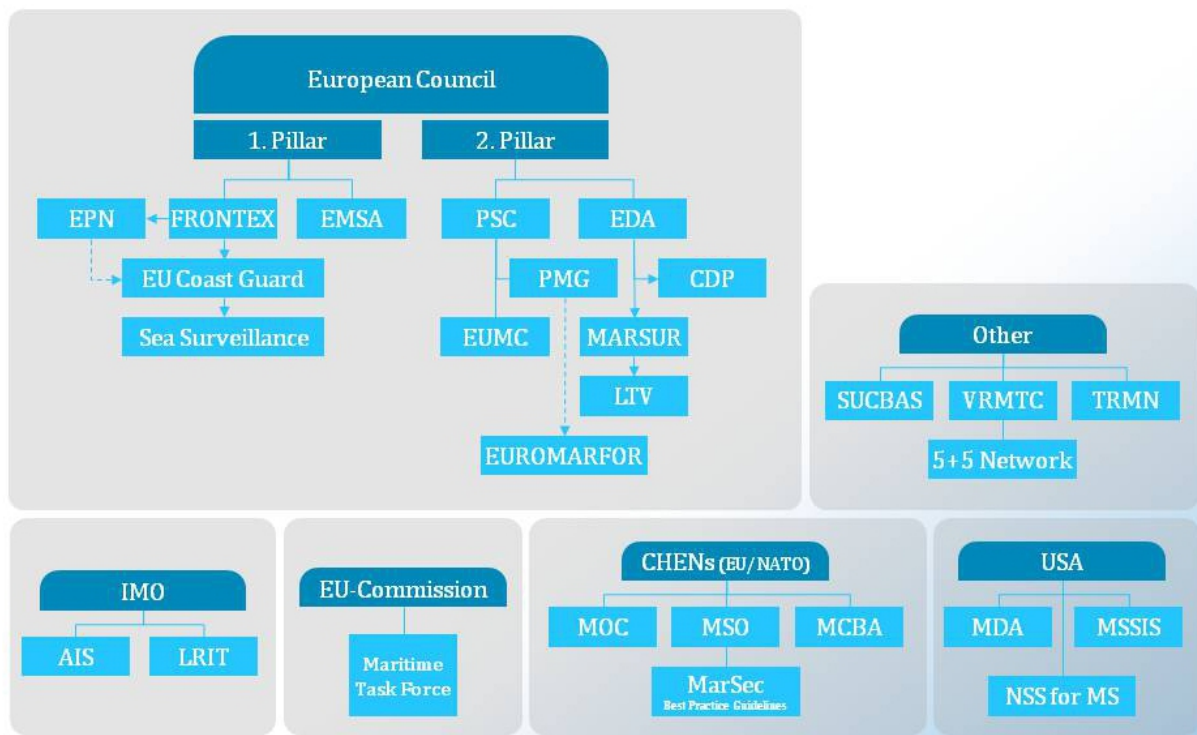 European Council
1. Pillar
2. Pillar
EPN
FRONTEX
EMSA
PSC
EDA
EU Coast Guard
PMG
CDP
Sea Surveillance
EUMC
MARSUR
LTV
EUROMARFOR
Other
SUCBAS
VRMTC
TRMN
5+5 Network
IMO
AIS
LRIT
EU-Commission
Maritime
Task Force
CHENs (EU/NATO)
MOC
MSO
MCBA
MarSec
Best Practice Guidelines
USA
MDA
MSSIS
NSS for MS